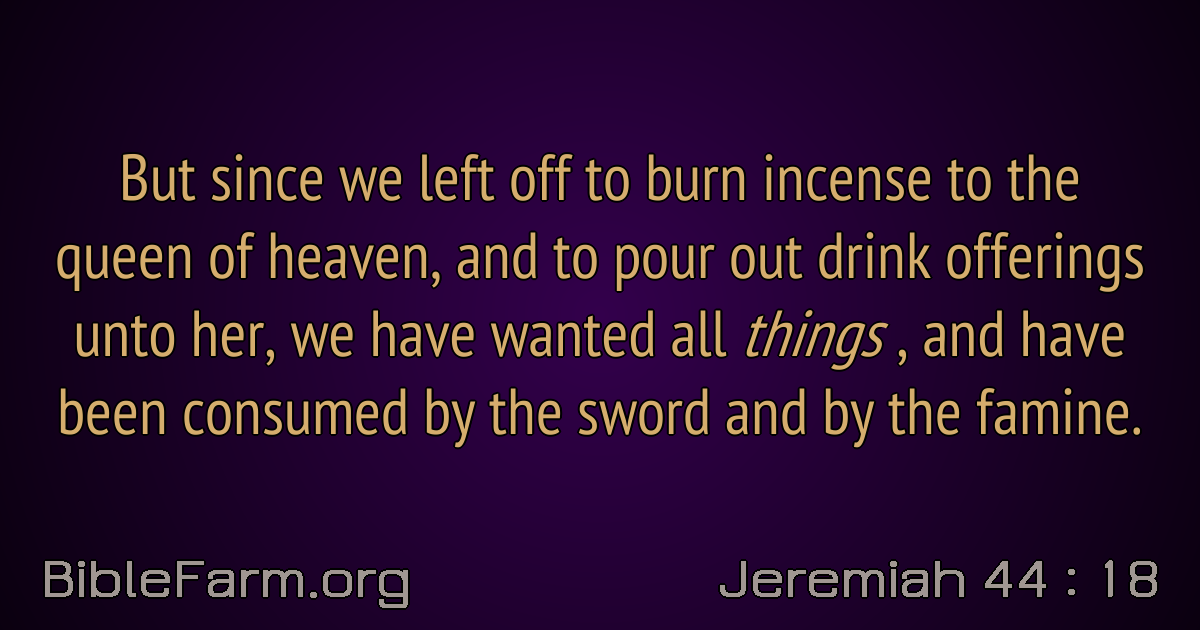 But since we left off to burn incense to the
queen of heaven, and to pour out drink offerings
unto her, we have wanted all things , and have
been consumed by the sword and by the famine.
BibleFarm.org
Jeremiah 44 : 18